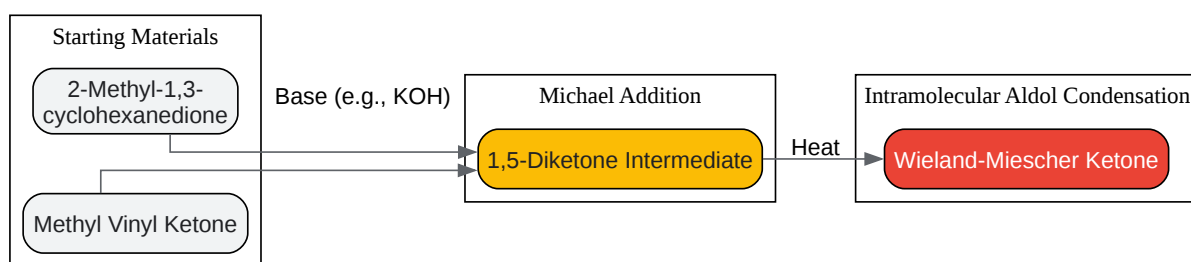 Starting Materials
2-Methyl-1,3-
cyclohexanedione
Methyl Vinyl Ketone
Base (e.g., KOH)
Michael Addition
1,5-Diketone Intermediate
Heat
Intramolecular Aldol Condensation
Wieland-Miescher Ketone